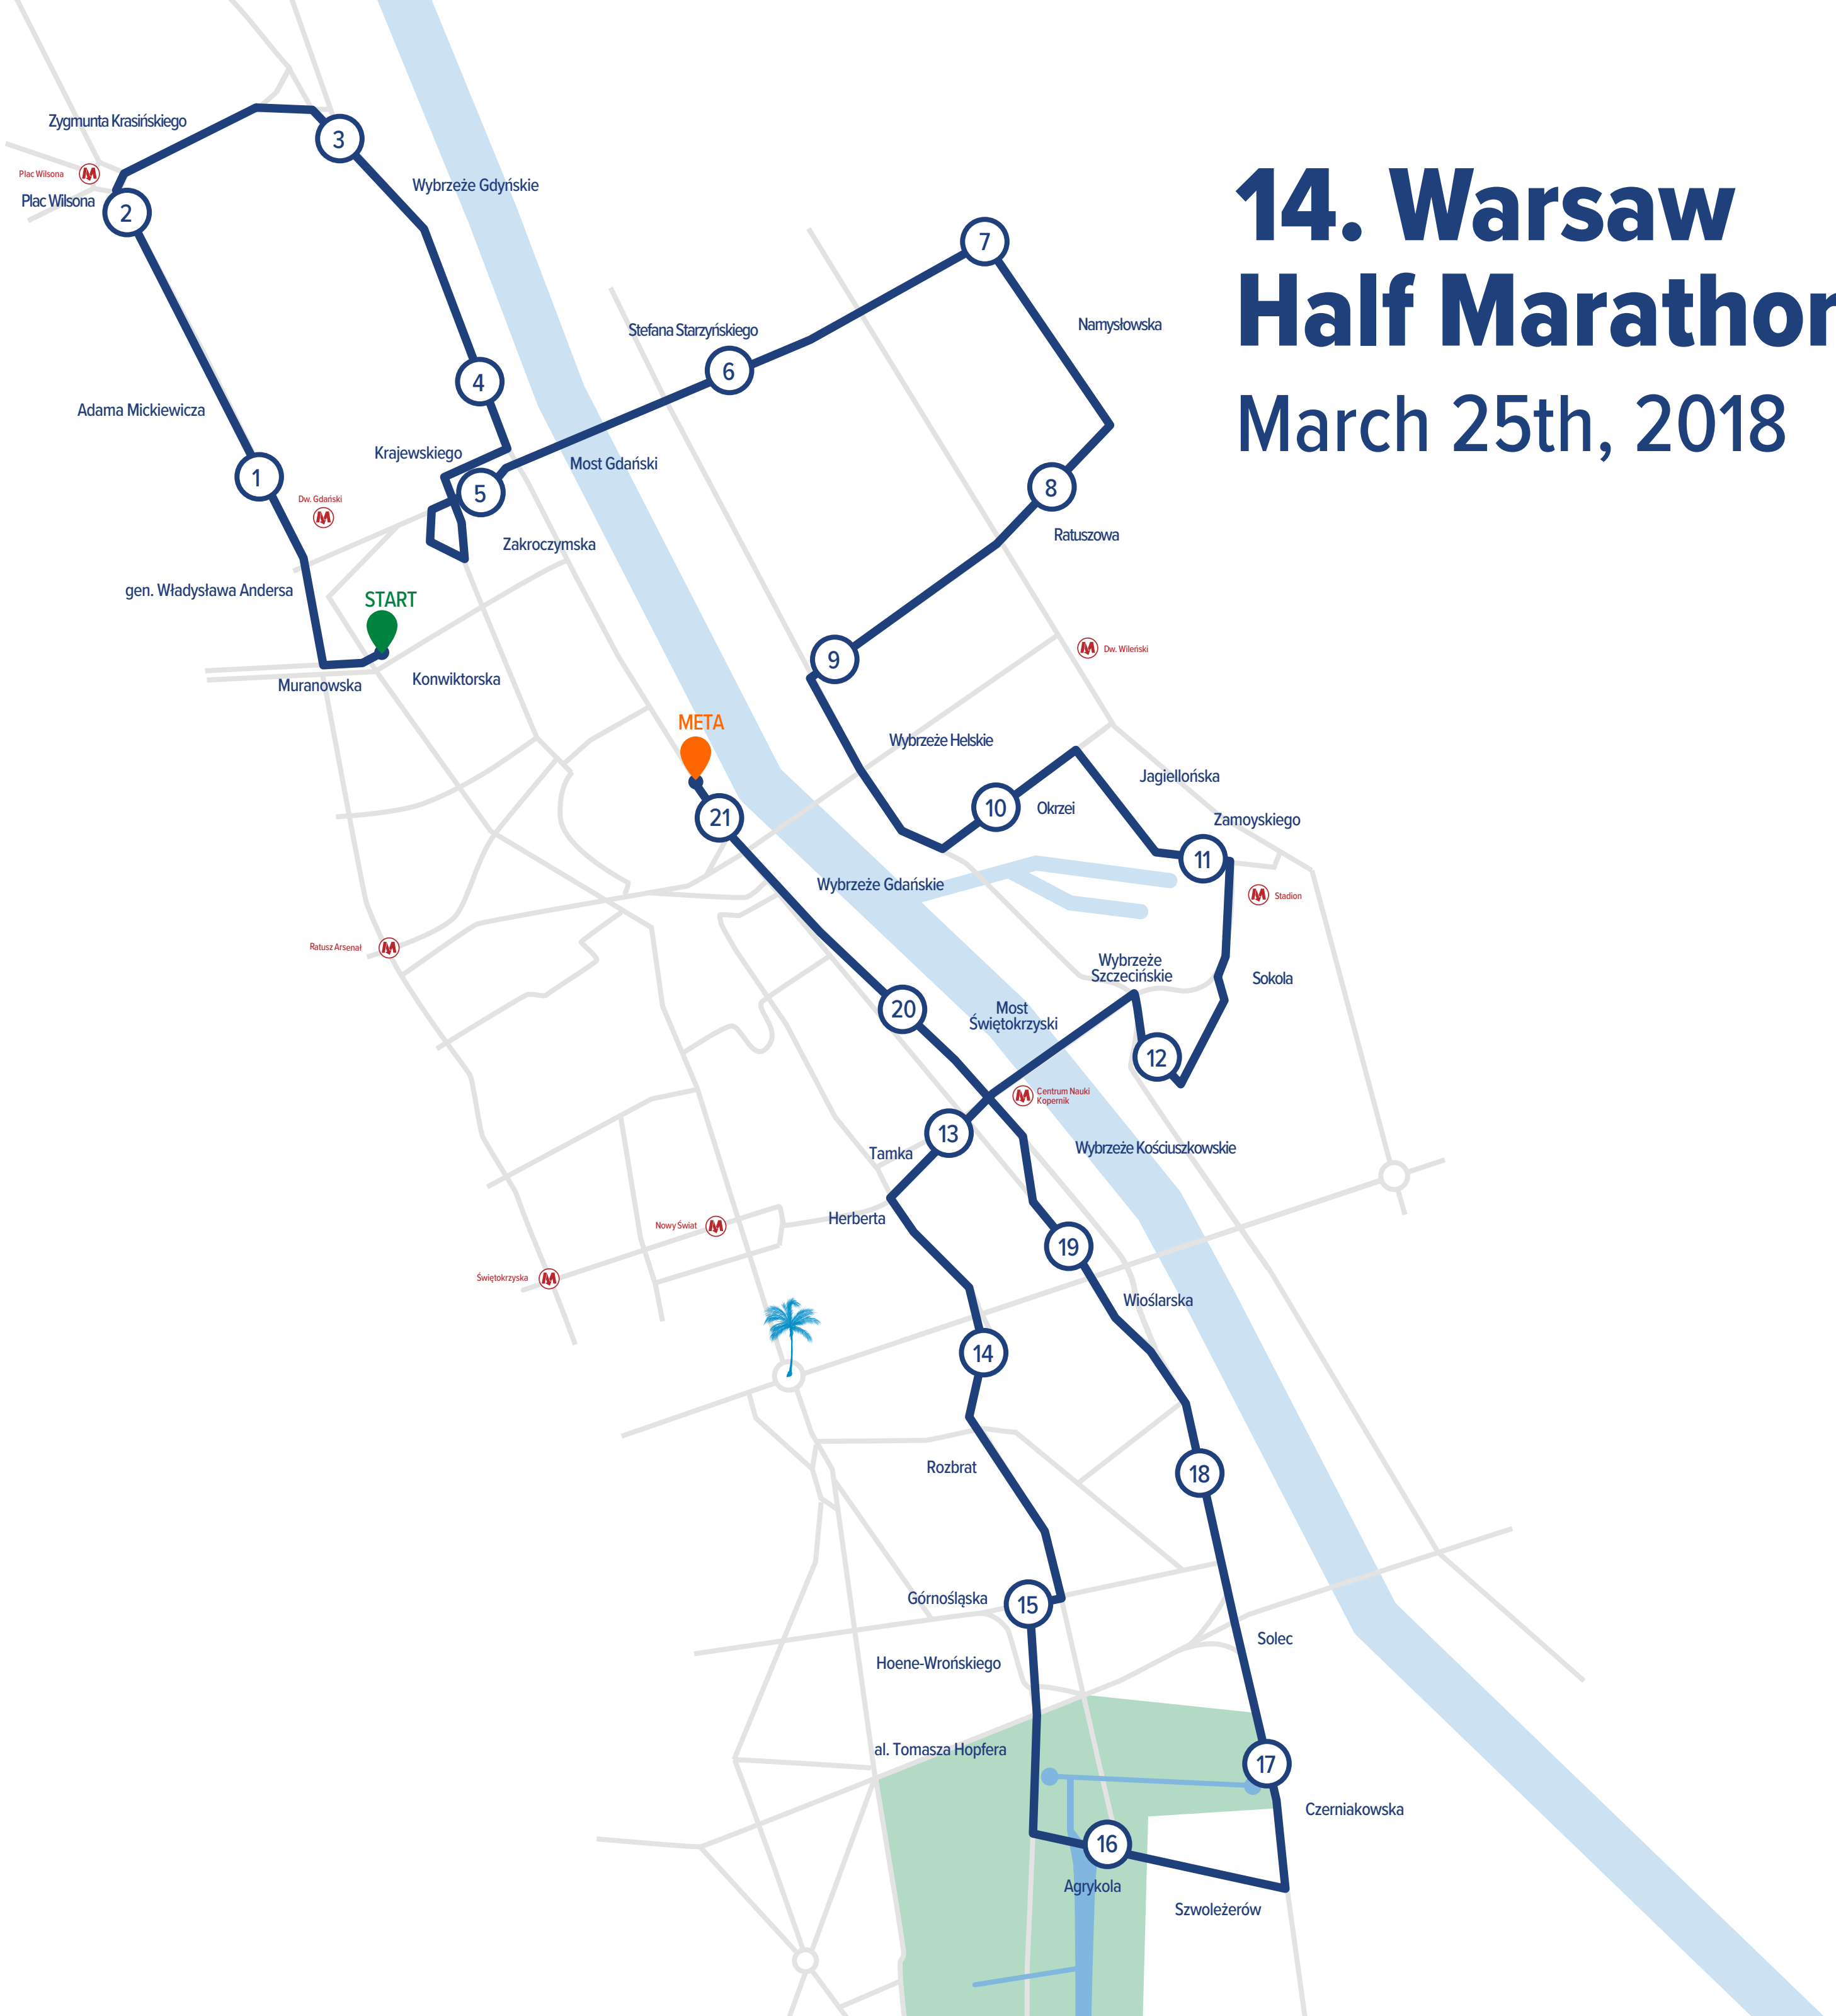 14. Warsaw
Half Marathon
March 25th, 2018
Zygmunt Krasińskiego
Plac Wilsona
M
Plac Wilsona
2
3
Wybrzeże Gdyńskie
Adama Mickiewicza
1
4
Krajewskiego
5
Dw. Gdański
M
Zakroczymska
gen. Władysława Andersa
START
Muranowska
Konwiktorska
Most Gdański
Stefana Starzyńskiego
6
7
Namysłowska
8
Ratuszowa
9
M
Dw. Wileński
Wybrzeże Helskie
10
Okrzei
Jagiellońska
Zamoyskiego
11
M
Stadion
META
21
Wybrzeże Gdańskie
Ratusz Arsenał
M
Wybrzeże
Szczecińskie
Sokola
20
Most
Świętokrzyski
12
M
Centrum Nauki
Kopernik
13
Tamka
Wybrzeże Kościuszkowskie
Herberta
Nowy Świat
M
19
Świętokrzyska
M
Wioślarska
14
Rozbrat
18
Górnośląska
15
Solec
Hoene-Wrońskiego
al. Tomasza Hopfera
17
Czerniakowska
16
Agrykola
Szwoleżerów